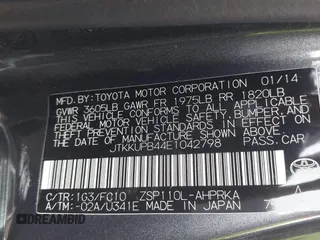 MFD.BY:TOYOTA MOTOR CORPORATION 01/14
GVWR 3605LB GAWR FR 1975LB RR 1820LB
THIS VEHICLE CONFORMS TO ALL APPLICABLE
FEDERAL MOTOR VEHICLE SAFETY, BUMPER, AND
THEFT PREVENTION STANDARDS IN EFFECT ON
THE DATE OF MANUFACTURE SHOWN ABOVE.
JTKKUPB44E1042798 PASS.CAR
C/TR:1G3/FC10 ZSP110L-AHPRKA
A/TM:-02A/U341E MADE IN JAPAN
DREAMBID